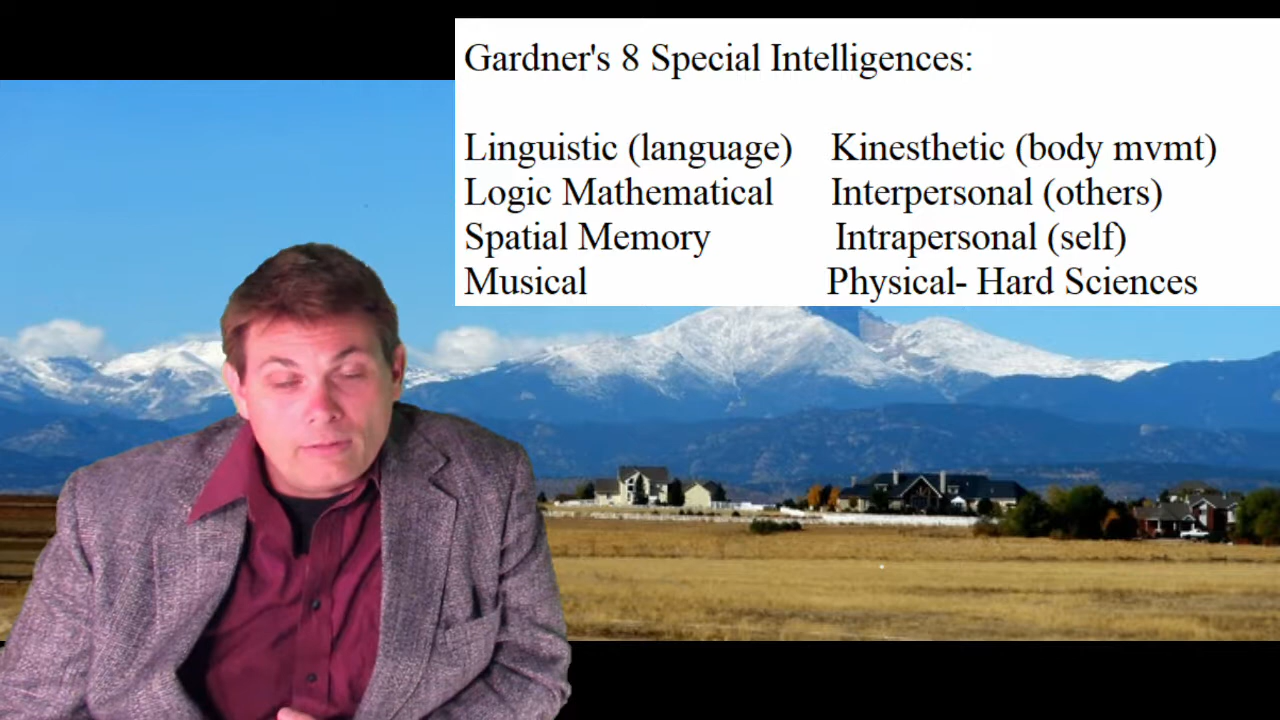 Gardner's 8 Special Intelligences:
Linguistic (language)
Logic Mathematical
Spatial Memory
Musical
Kinesthetic (body mvmt)
Interpersonal (others)
Intrapersonal (self)
Physical- Hard Sciences